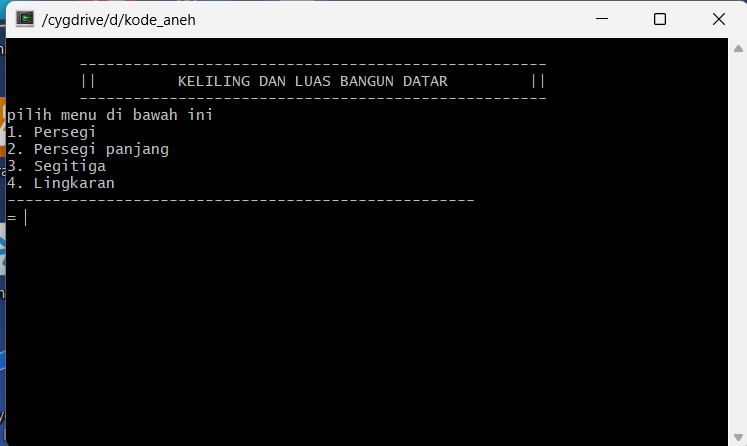 /cygdrive/d/kode_aneh
----------------------------------------------------
||         KELILING DAN LUAS BANGUN DATAR         ||
----------------------------------------------------
pilih menu di bawah ini
1. Persegi
2. Persegi panjang
3. Segitiga
4. Lingkaran
----------------------------------------------------
=